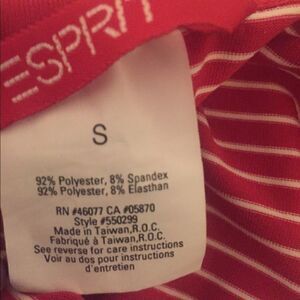 ESPRIT
S
92% Polyester, 8% Spandex
92% Polyester, 8% Elasthan
RN #46077 CA #05870
Style #550299
Made in Taiwan,R.O.C.
Fabriqué à Taiwan,R.O.C.
See reverse for care instructions
Voir au dos pour instructions
d'entretien